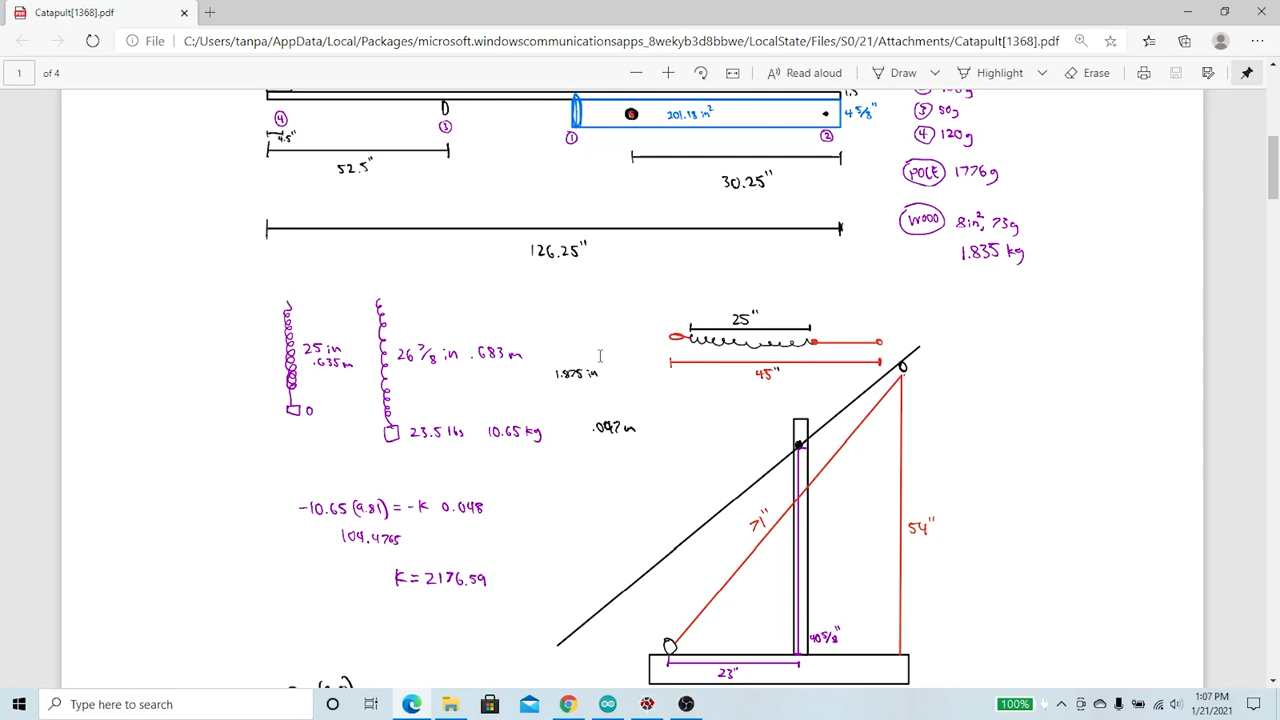 Catapult[1368].pdf
File
C:/Users/tanpa/AppData/Local/Packages/microsoft.windowscommunicationsapps_8wekyb3d8bbwe/LocalState/Files/S0/21/Attachments/Catapult[1368].pdf
1 of 4
Read aloud
Draw
Highlight
Erase
201.18 in²
4 5/8"
④
③
①
②
4.5"
52.5"
30.25"
126.25"
③ 50g
④ 120g
POLE 1776g
WOOD 8in², 73g
1.835 kg
25 in
.635m
0
26 7/8 in .683 m
23.5 lbs 10.65 kg
1.875 in
.047 m
25"
45"
-10.65(9.81) = -K 0.048
104.4765
K = 2176.59
71"
54"
40 5/8"
23"
Type here to search
100%
1:07 PM
1/21/2021